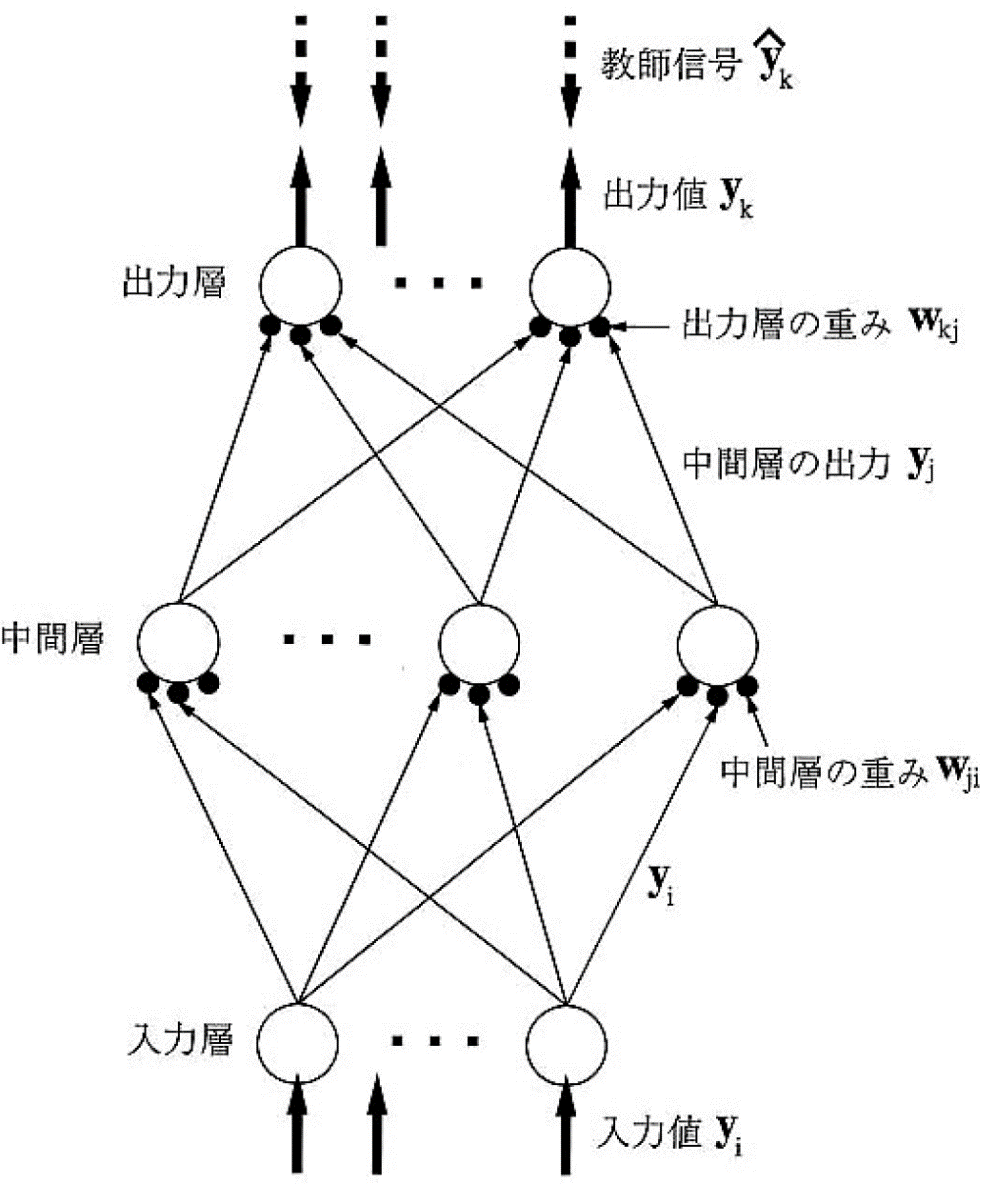 教師信号 ŷk
出力値 yk
出力層
出力層の重み wkj
中間層の出力 yj
中間層
中間層の重み wji
yi
入力層
入力値 yi